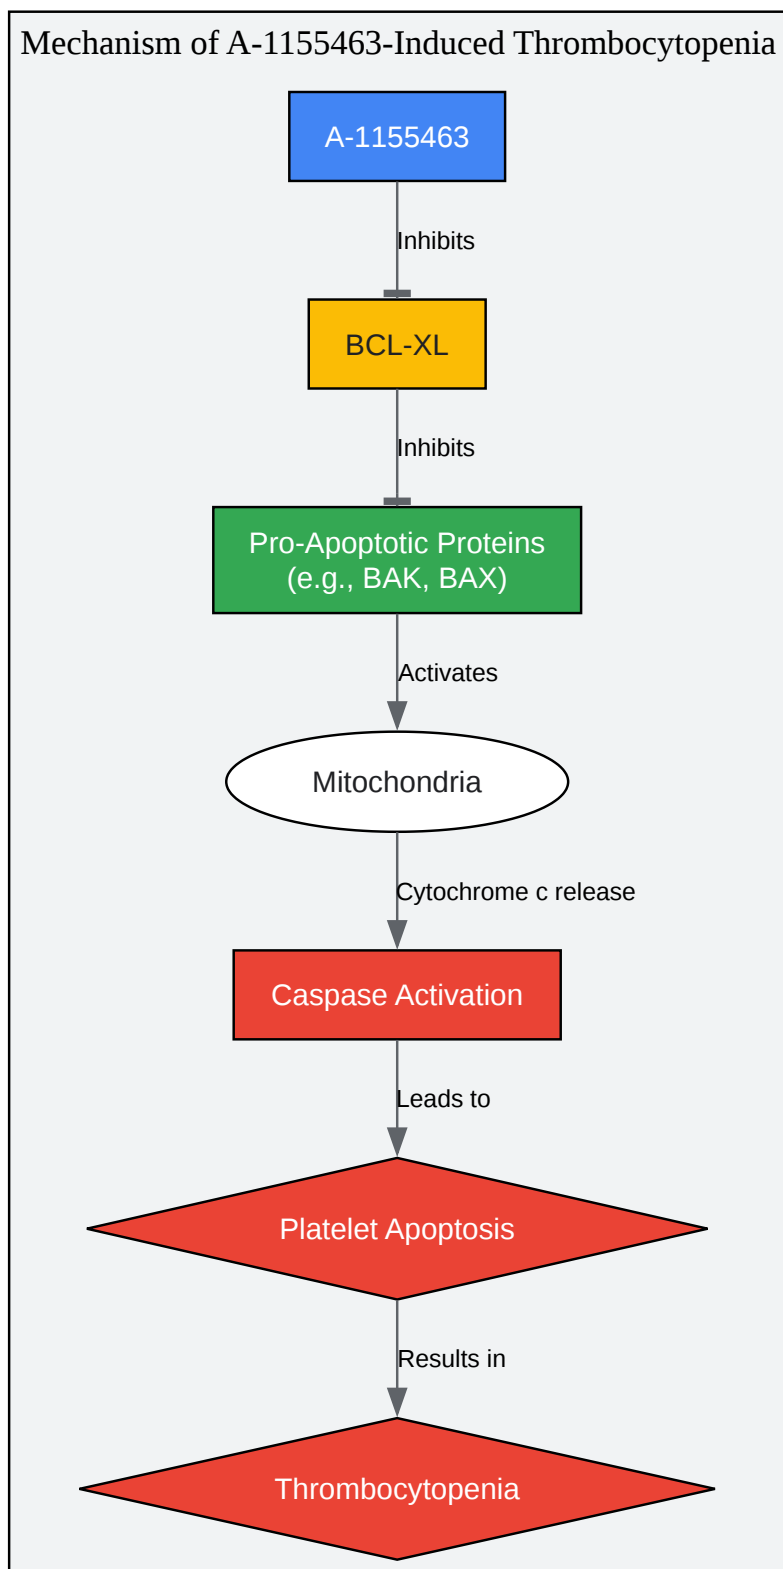 Mechanism of A-1155463-Induced Thrombocytopenia
A-1155463
Inhibits
BCL-XL
Inhibits
Pro-Apoptotic Proteins
(e.g., BAK, BAX)
Activates
Mitochondria
Cytochrome c release
Caspase Activation
Leads to
Platelet Apoptosis
Results in
Thrombocytopenia